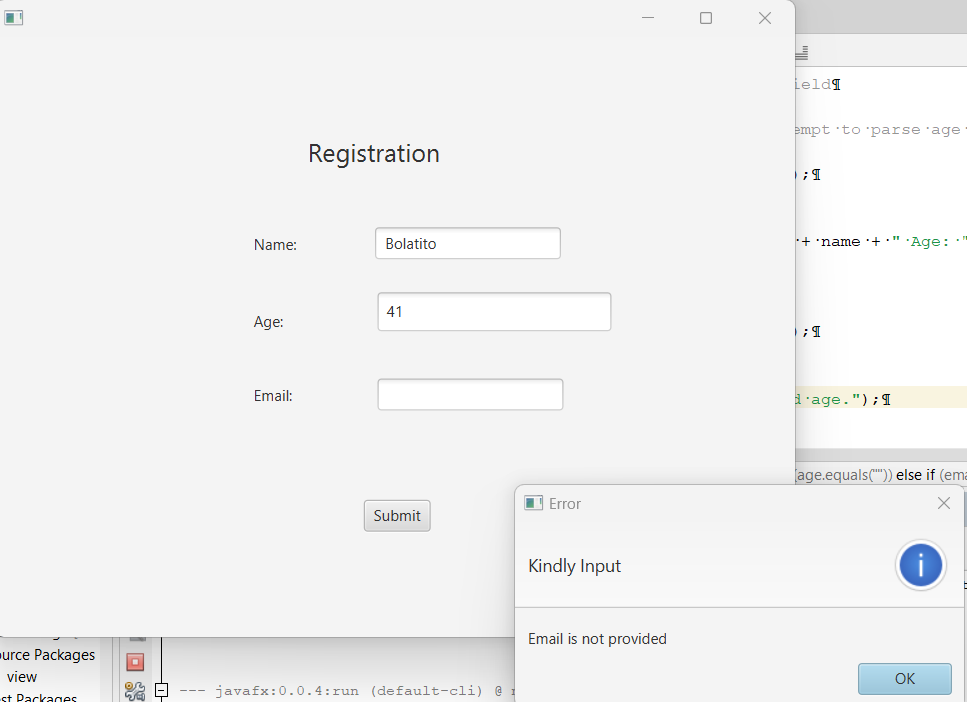 Registration
Name:
Bolatito
Age:
41
Email:
Submit
ield¶
empt·to·parse·age·
);¶
+·name·+·"·Age:·"
);¶
d·age.");¶
(age.equals("")) else if (ema
Error
Kindly Input
Email is not provided
OK
ource Packages
view
st Packages
--- javafx:0.0.4:run (default-cli) @